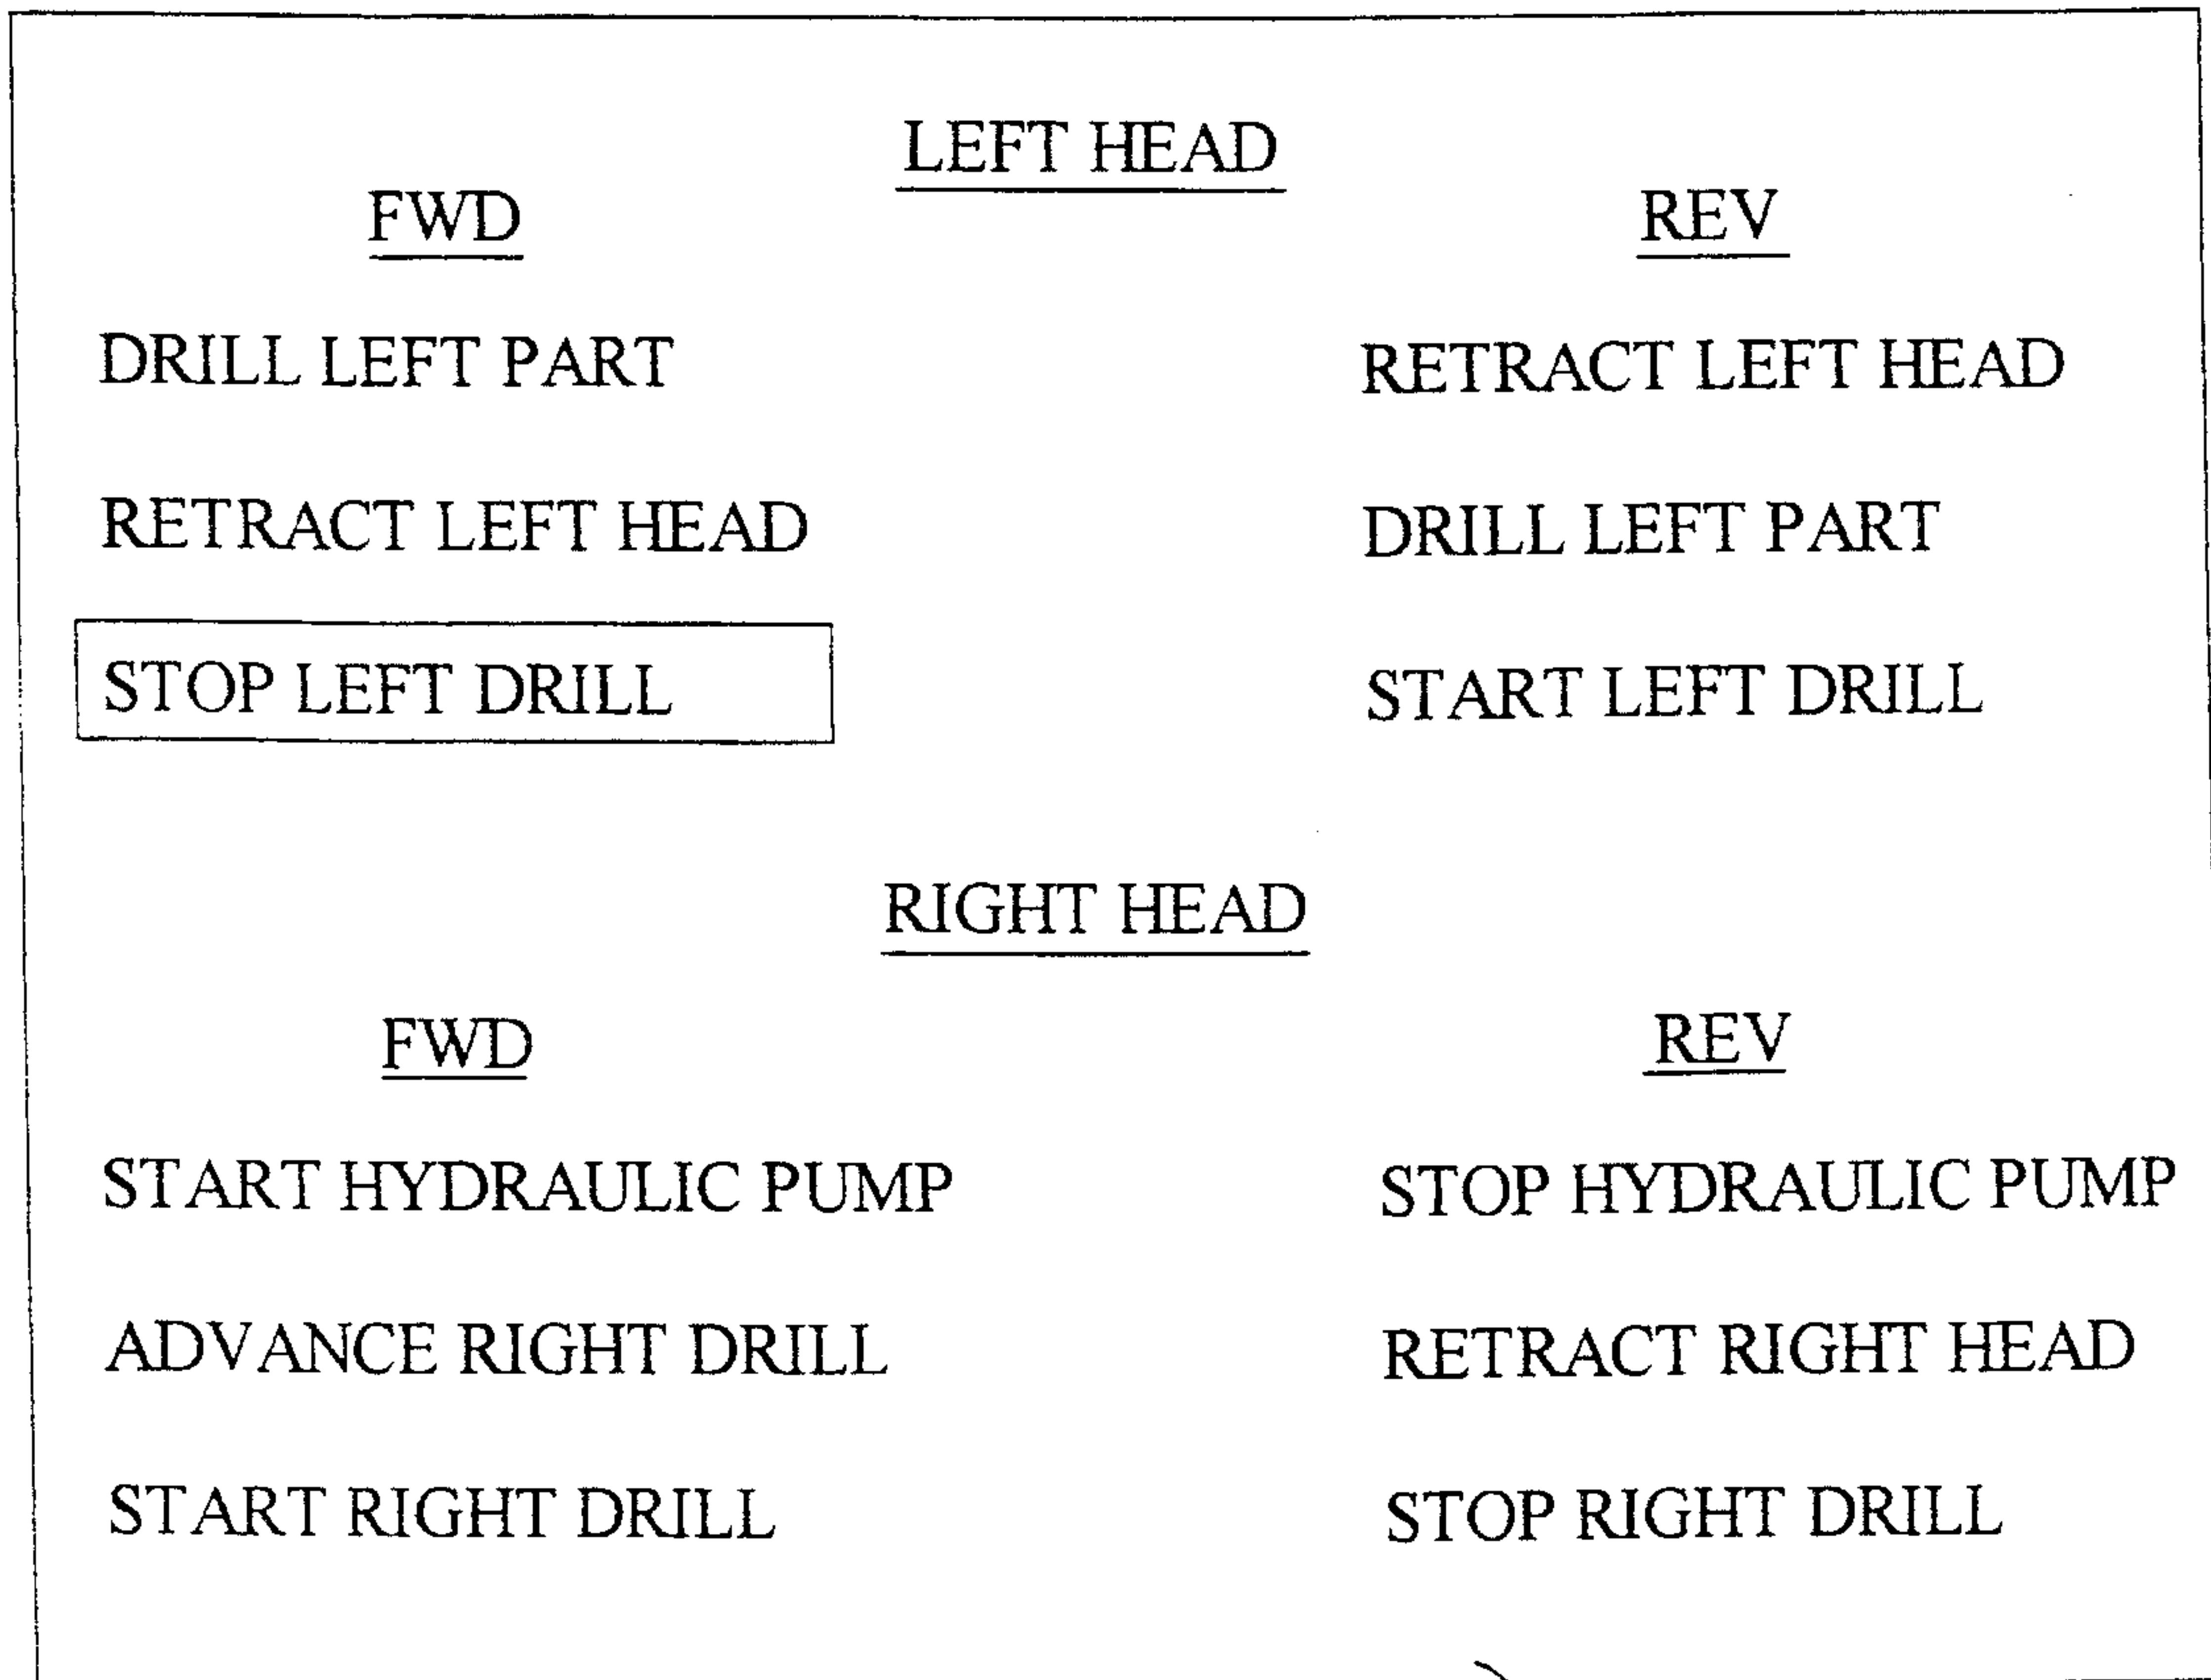 LEFT HEAD
FWD REV
DRILL LEFT PART RETRACT LEFT HEAD
RETRACT LEFT HEAD DRILL LEFT PART
STOP LEFT DRILL START LEFT DRILL
RIGHT HEAD
FWD REV
START HYDRAULIC PUMP STOP HYDRAULIC PUMP
ADVANCE RIGHT DRILL RETRACT RIGHT HEAD
START RIGHT DRILL STOP RIGHT DRILL